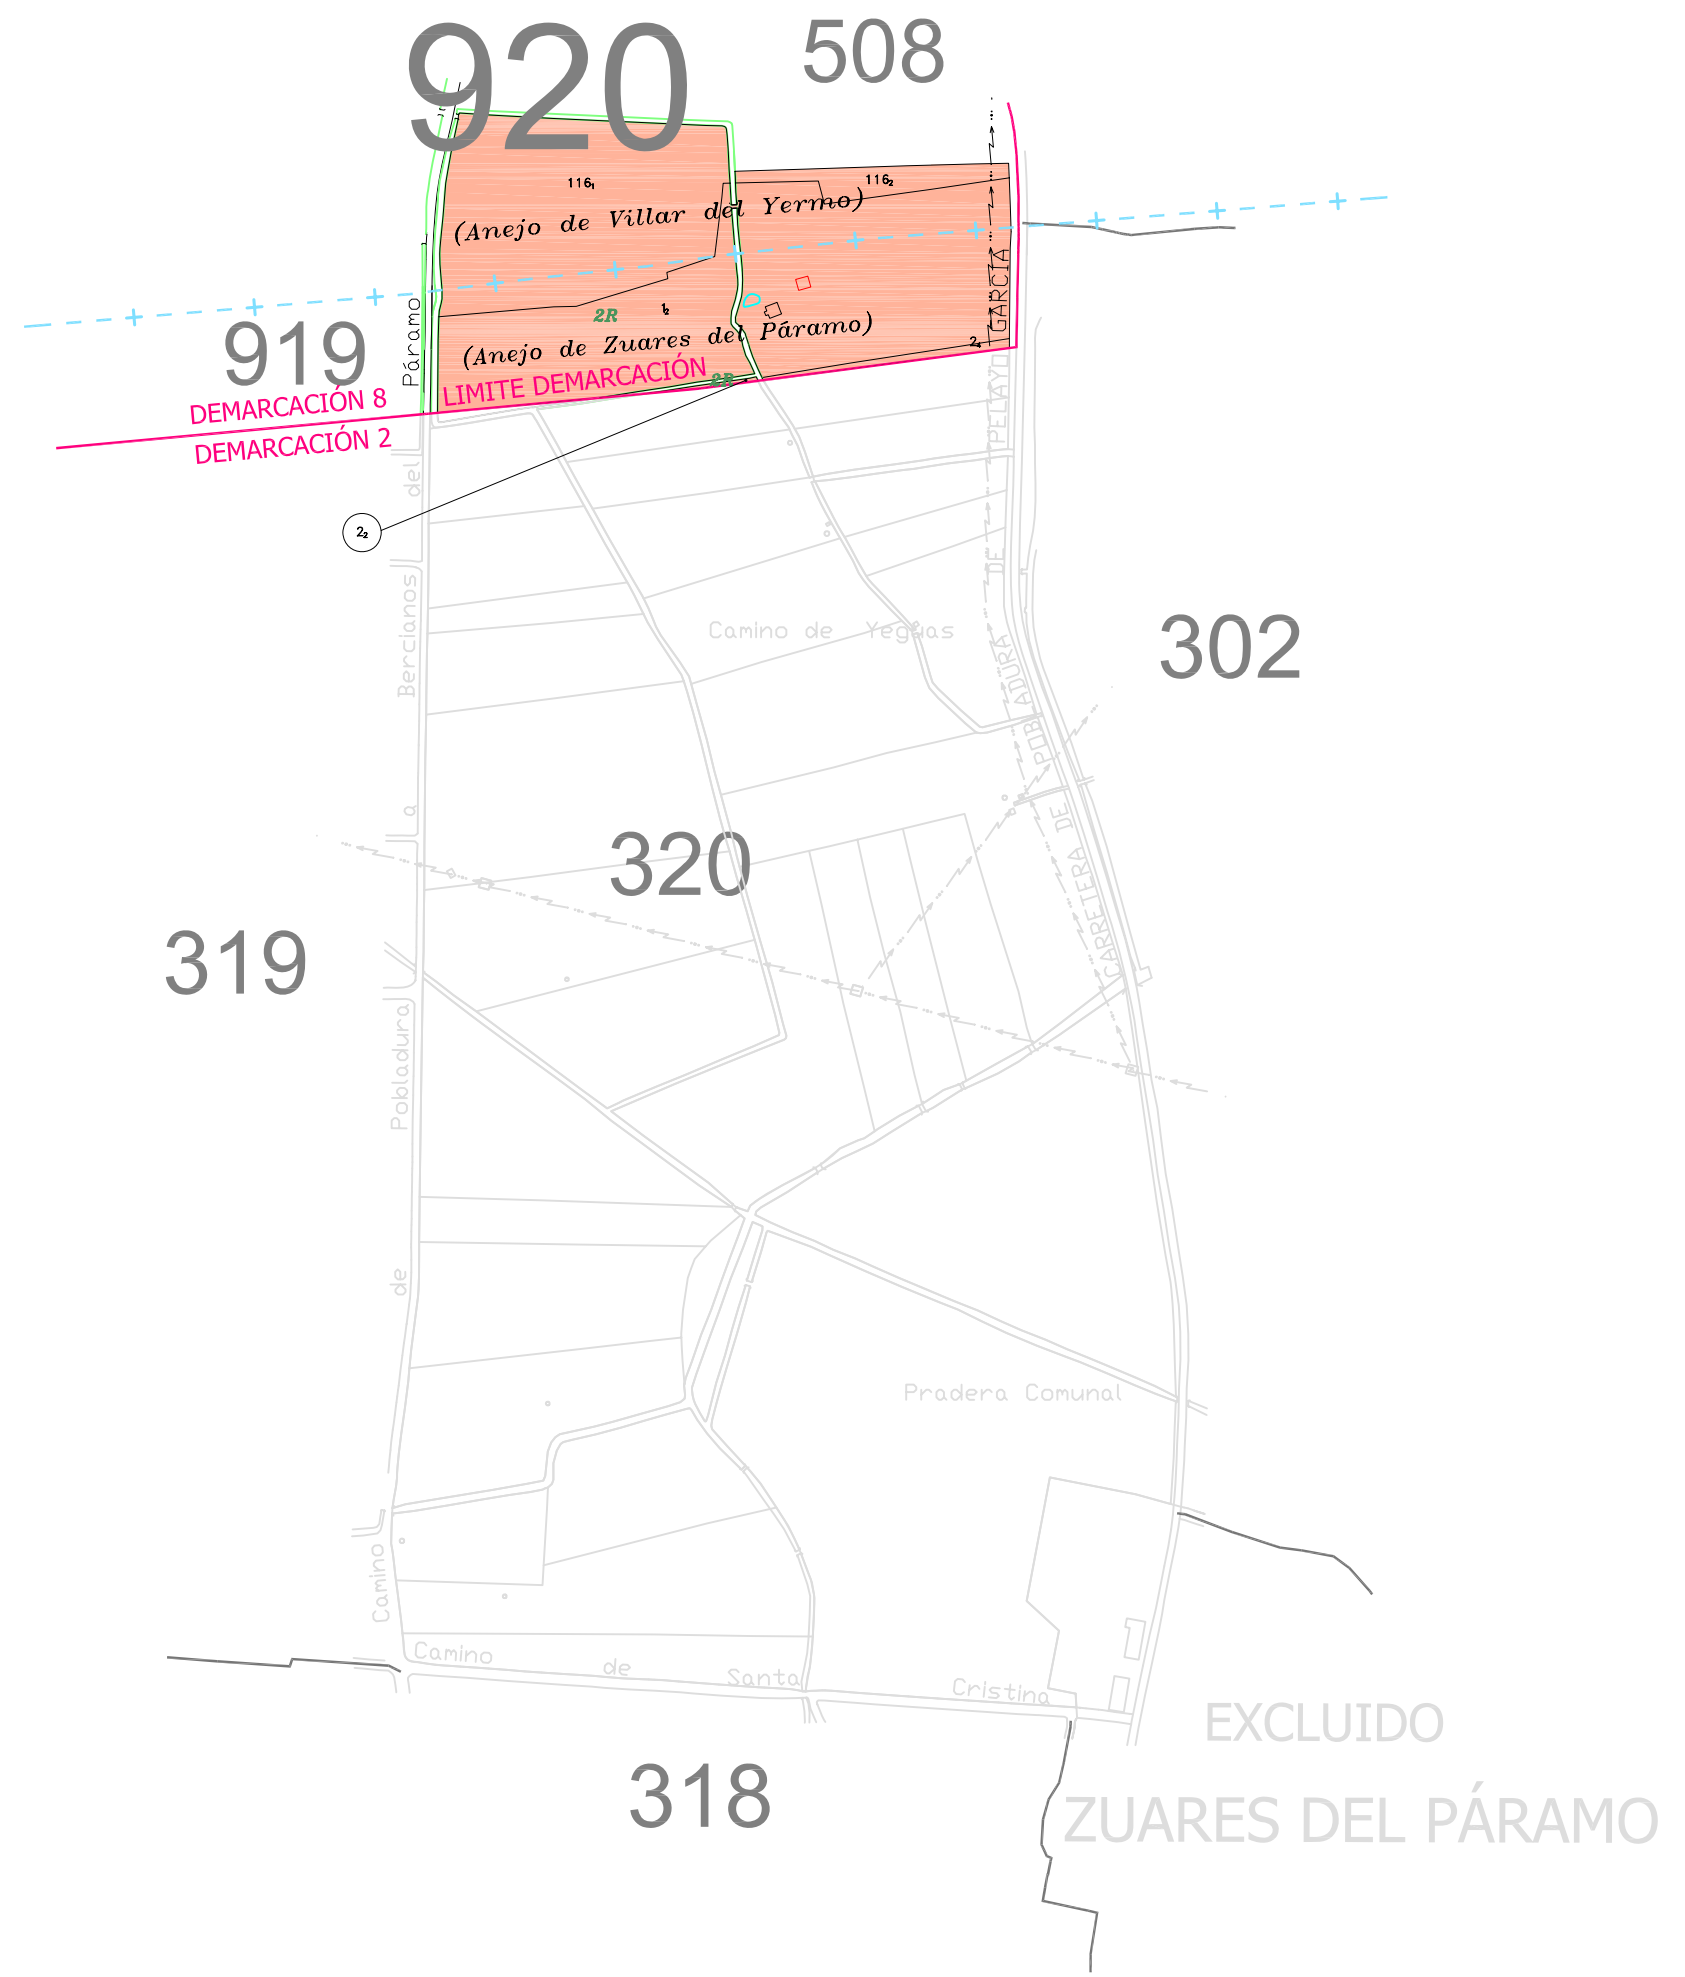 920
508
116₁
116₂
(Anejo de Villar del Yermo)
2R
(Anejo de Zuares del Páramo)
2R
919
DEMARCACIÓN 8
LIMITE DEMARCACIÓN
DEMARCACIÓN 2
2₂
302
Camino de Yeguas
320
319
Camino de Pobladura de Bercianos a del Páramo
CARRETERA DE POBLADURA DE PELAYO GARCÍA
Pradera Comunal
Camino de Santa Cristina
EXCLUIDO
318
ZUARES DEL PÁRAMO